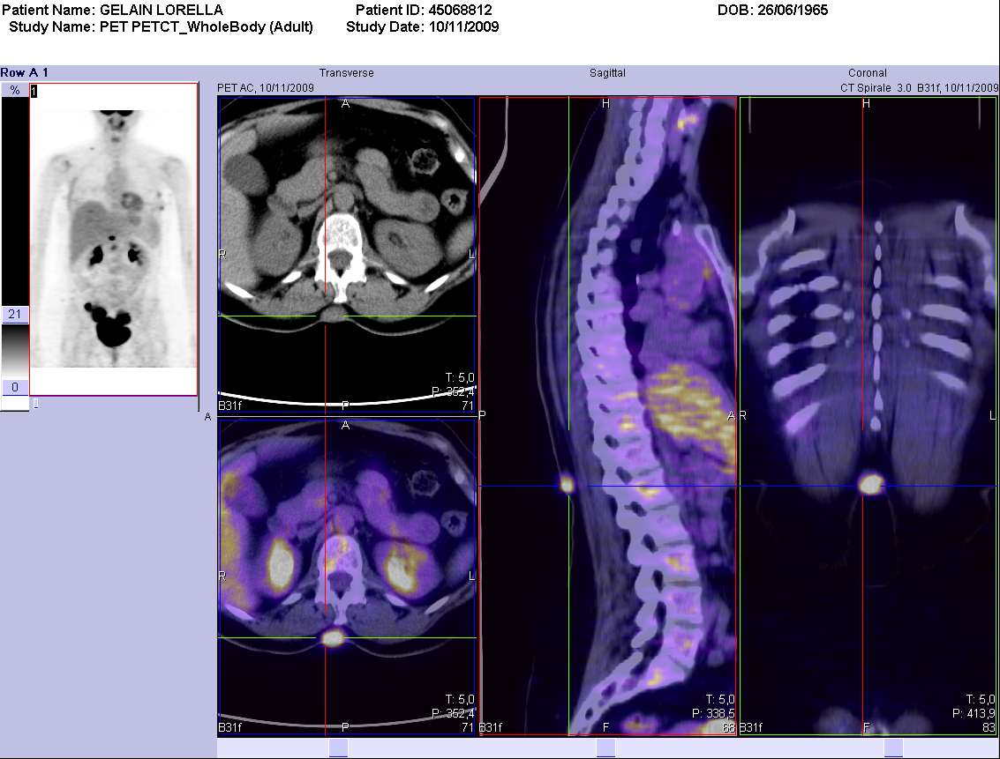 Patient Name: GELAIN LORELLA Patient ID: 45068812 DOB: 26/06/1965
Study Name: PET PETCT_WholeBody (Adult) Study Date: 10/11/2009
Row A 1 Transverse Sagittal Coronal
% 1 PET AC, 10/11/2009 CT Spirale 3.0 B31f, 10/11/2009
A H H
R L
21
T: 5,0
P: 352,4
0
B31f P 71
A P A R L
A
R L
T: 5,0 T: 5,0 T: 5,0
P: 352,4 P: 338,5 P: 413,9
B31f P 71 B31f F 68 B31f F 83